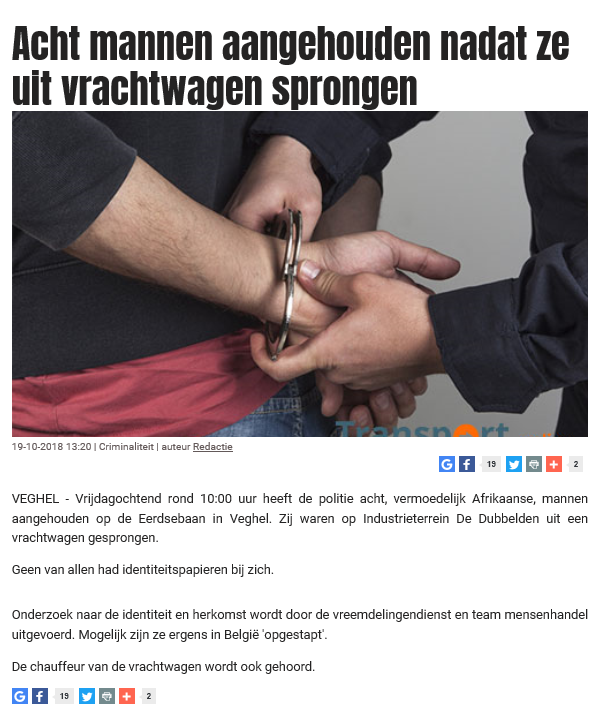 Acht mannen aangehouden nadat ze
uit vrachtwagen sprongen
Transport
19-10-2018 13:20 | Criminaliteit | auteur Redactie
19
2
VEGHEL - Vrijdagochtend rond 10:00 uur heeft de politie acht, vermoedelijk Afrikaanse, mannen
aangehouden op de Eerdsebaan in Veghel. Zij waren op Industrieterrein De Dubbelden uit een
vrachtwagen gesprongen.
Geen van allen had identiteitspapieren bij zich.
Onderzoek naar de identiteit en herkomst wordt door de vreemdelingendienst en team mensenhandel
uitgevoerd. Mogelijk zijn ze ergens in België 'opgestapt'.
De chauffeur van de vrachtwagen wordt ook gehoord.
19
2